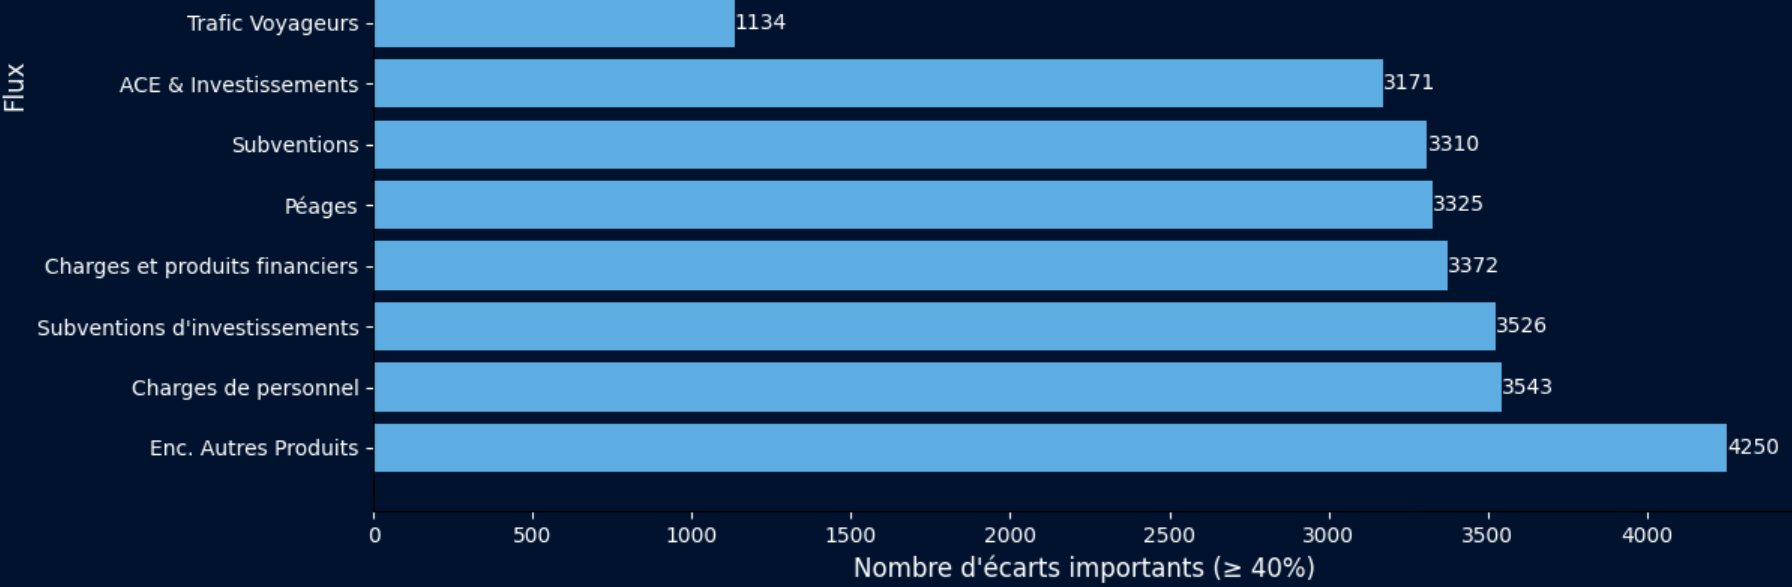 Flux
Trafic Voyageurs 1134
ACE & Investissements 3171
Subventions 3310
Péages 3325
Charges et produits financiers 3372
Subventions d'investissements 3526
Charges de personnel 3543
Enc. Autres Produits 4250
0 500 1000 1500 2000 2500 3000 3500 4000
Nombre d'écarts importants (≥ 40%)